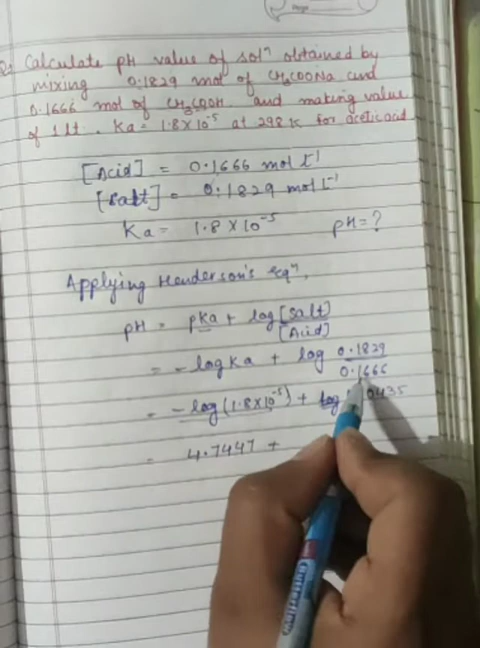 Q. Calculate pH value of solⁿ obtained by
mixing 0.1829 mol of CH₃COONa and
0.1666 mol of CH₃COOH and making value
of 1 lt. Ka = 1.8 X 10⁻⁵ at 298 K for acetic acid
[Acid] = 0.1666 mol L⁻¹
[Salt] = 0.1829 mol L⁻¹
Ka = 1.8 X 10⁻⁵ pH = ?
Applying Henderson's eqⁿ,
pH = pKa + log [Salt]
[Acid]
= - log Ka + log 0.1829
0.1666
= - log (1.8 X 10⁻⁵) + log 0435
= 4.7447 +